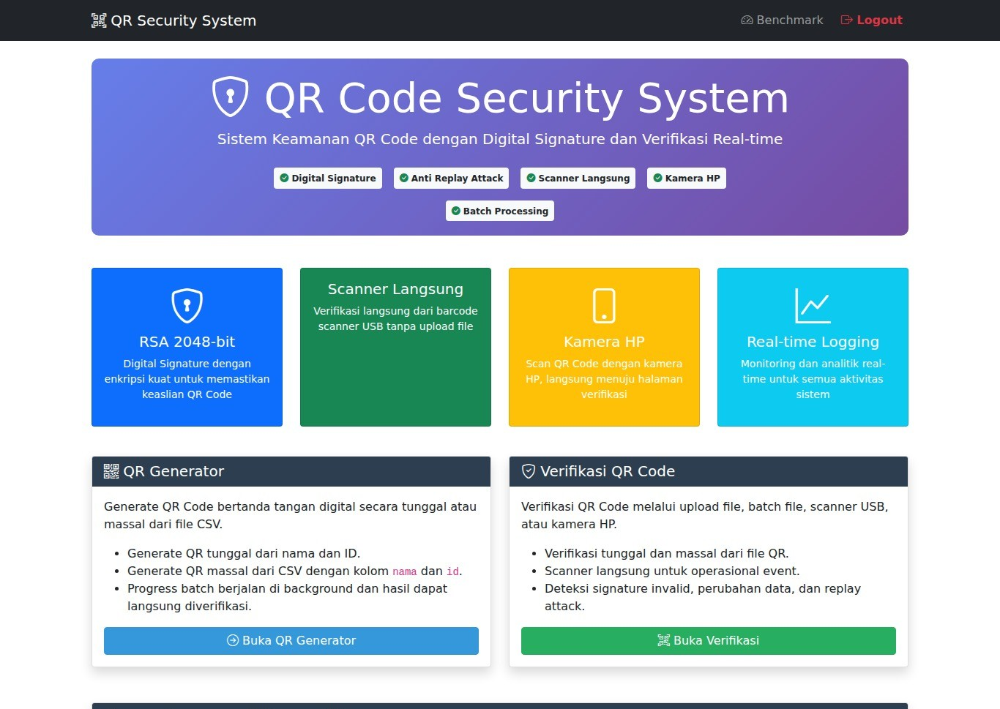 QR Security System
Benchmark
Logout
QR Code Security System
Sistem Keamanan QR Code dengan Digital Signature dan Verifikasi Real-time
Digital Signature
Anti Replay Attack
Scanner Langsung
Kamera HP
Batch Processing
RSA 2048-bit
Digital Signature dengan
enkripsi kuat untuk memastikan
keaslian QR Code
Scanner Langsung
Verifikasi langsung dari barcode
scanner USB tanpa upload file
Kamera HP
Scan QR Code dengan kamera
HP, langsung menuju halaman
verifikasi
Real-time Logging
Monitoring dan analitik real-
time untuk semua aktivitas
sistem
QR Generator
Generate QR Code bertanda tangan digital secara tunggal atau
massal dari file CSV.
• Generate QR tunggal dari nama dan ID.
• Generate QR massal dari CSV dengan kolom nama dan id.
• Progress batch berjalan di background dan hasil dapat
langsung diverifikasi.
Buka QR Generator
Verifikasi QR Code
Verifikasi QR Code melalui upload file, batch file, scanner USB,
atau kamera HP.
• Verifikasi tunggal dan massal dari file QR.
• Scanner langsung untuk operasional event.
• Deteksi signature invalid, perubahan data, dan replay
attack.
Buka Verifikasi